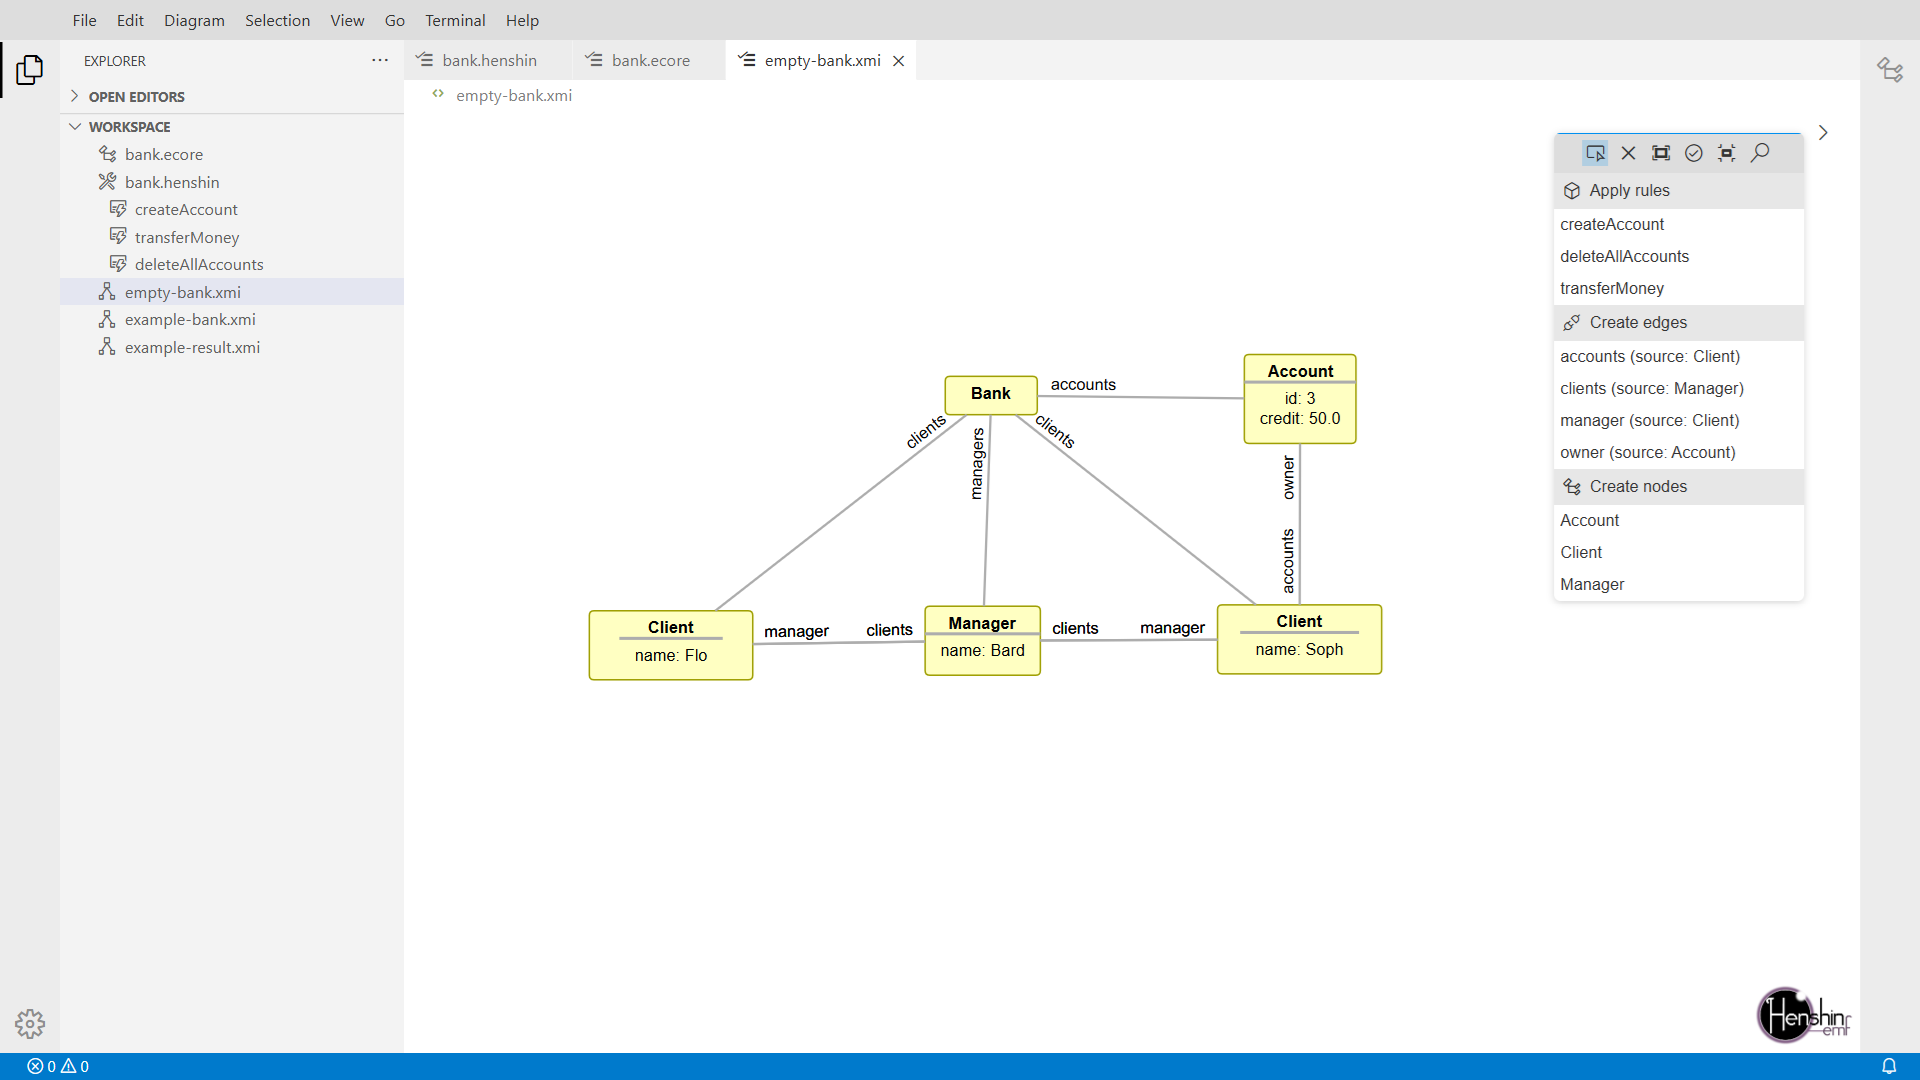 File Edit Diagram Selection View Go Terminal Help
EXPLORER
OPEN EDITORS
WORKSPACE
bank.ecore
bank.henshin
createAccount
transferMoney
deleteAllAccounts
empty-bank.xmi
example-bank.xmi
example-result.xmi
bank.henshin bank.ecore empty-bank.xmi
empty-bank.xmi
Bank
accounts
Account
id: 3
credit: 50.0
clients
managers
clients
owner
accounts
Client
name: Flo
manager clients
Manager
name: Bard
clients manager
Client
name: Soph
Apply rules
createAccount
deleteAllAccounts
transferMoney
Create edges
accounts (source: Client)
clients (source: Manager)
manager (source: Client)
owner (source: Account)
Create nodes
Account
Client
Manager
Henshin
emf
0 0